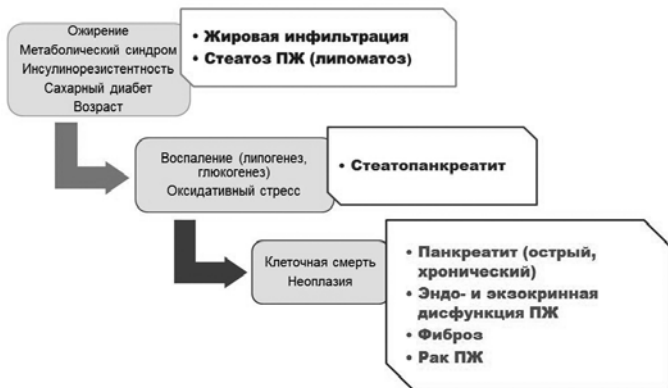 Ожирение
Метаболический синдром
Инсулинорезистентность
Сахарный диабет
Возраст
• Жировая инфильтрация
• Стеатоз ПЖ (липоматоз)
Воспаление (липогенез,
глюкогенез)
Оксидативный стресс
• Стеатопанкреатит
Клеточная смерть
Неоплазия
• Панкреатит (острый,
хронический)
• Эндо- и экзокринная
дисфункция ПЖ
• Фиброз
• Рак ПЖ